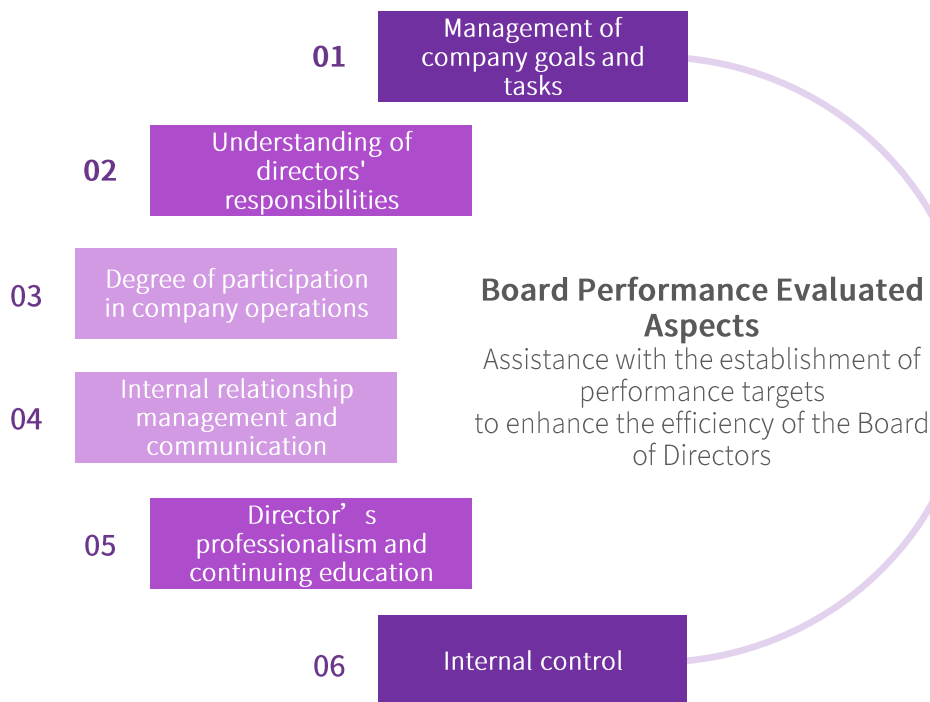 01
Management of
company goals and
tasks
02
Understanding of
directors'
responsibilities
03
Degree of participation
in company operations
04
Internal relationship
management and
communication
05
Director’s
professionalism and
continuing education
06
Internal control
Board Performance Evaluated
Aspects
Assistance with the establishment of
performance targets
to enhance the efficiency of the Board
of Directors